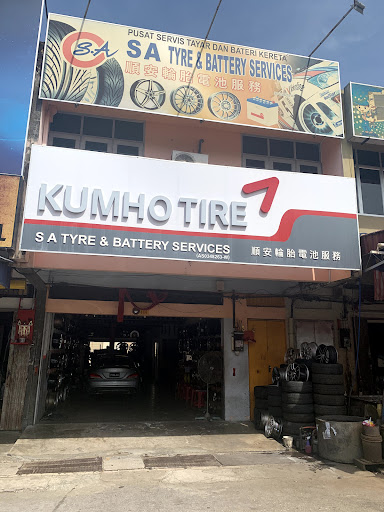 PUSAT SERVIS TAYAR DAN BATERI KERETA
S.A
SA TYRE & BATTERY SERVICES
順安輪胎電池服務
KUMHO TIRE
S A TYRE & BATTERY SERVICES
順安輪胎電池服務